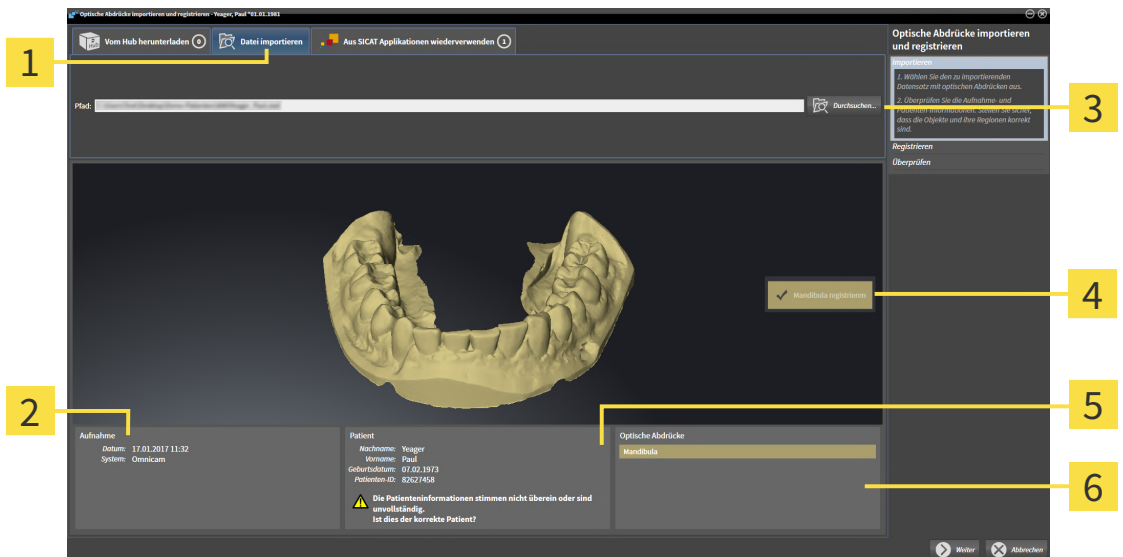 Optische Abdrücke importieren und registrieren - Yeager, Paul *01.01.1981
Vom Hub herunterladen 0
Datei importieren
Aus SICAT Applikationen wiederverwenden 1
Pfad:
Durchsuchen...
Optische Abdrücke importieren
und registrieren
Importieren
1. Wählen Sie den zu importierenden
Datensatz mit optischen Abdrücken aus.
2. Überprüfen Sie die Aufnahme- und
Patienten-Informationen. Stellen Sie sicher,
dass die Objekte und ihre Regionen korrekt
sind.
Registrieren
Überprüfen
Mandibula registrieren
Aufnahme
Datum: 17.01.2017 11:32
System: Omnicam
Patient
Nachname: Yeager
Vorname: Paul
Geburtsdatum: 07.02.1973
Patienten-ID: 82627458
Die Patienteninformationen stimmen nicht überein oder sind
unvollständig.
Ist dies der korrekte Patient?
Optische Abdrücke
Mandibula
Weiter
Abbrechen
1
2
3
4
5
6